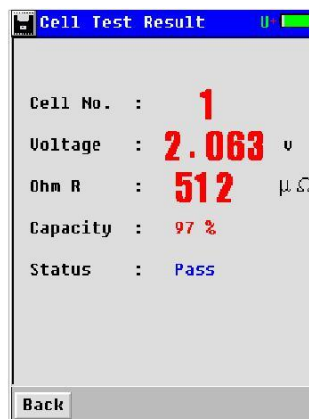 Cell Test Result U+
Cell No. : 1
Voltage : 2.063 v
Ohm R : 512 μΩ
Capacity : 97 %
Status : Pass
Back